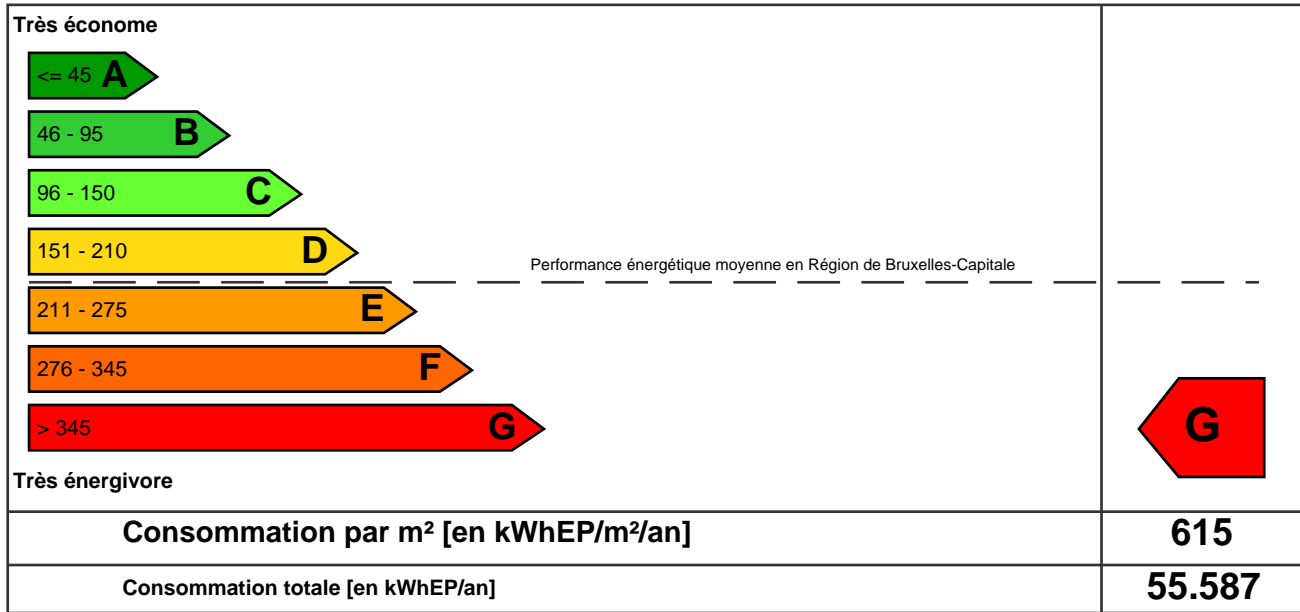 Très économe
<= 45 A
46 - 95 B
96 - 150 C
151 - 210 D
Performance énergétique moyenne en Région de Bruxelles-Capitale
211 - 275 E
276 - 345 F
> 345 G
G
Très énergivore
Consommation par m² [en kWhEP/m²/an] 615
Consommation totale [en kWhEP/an] 55.587